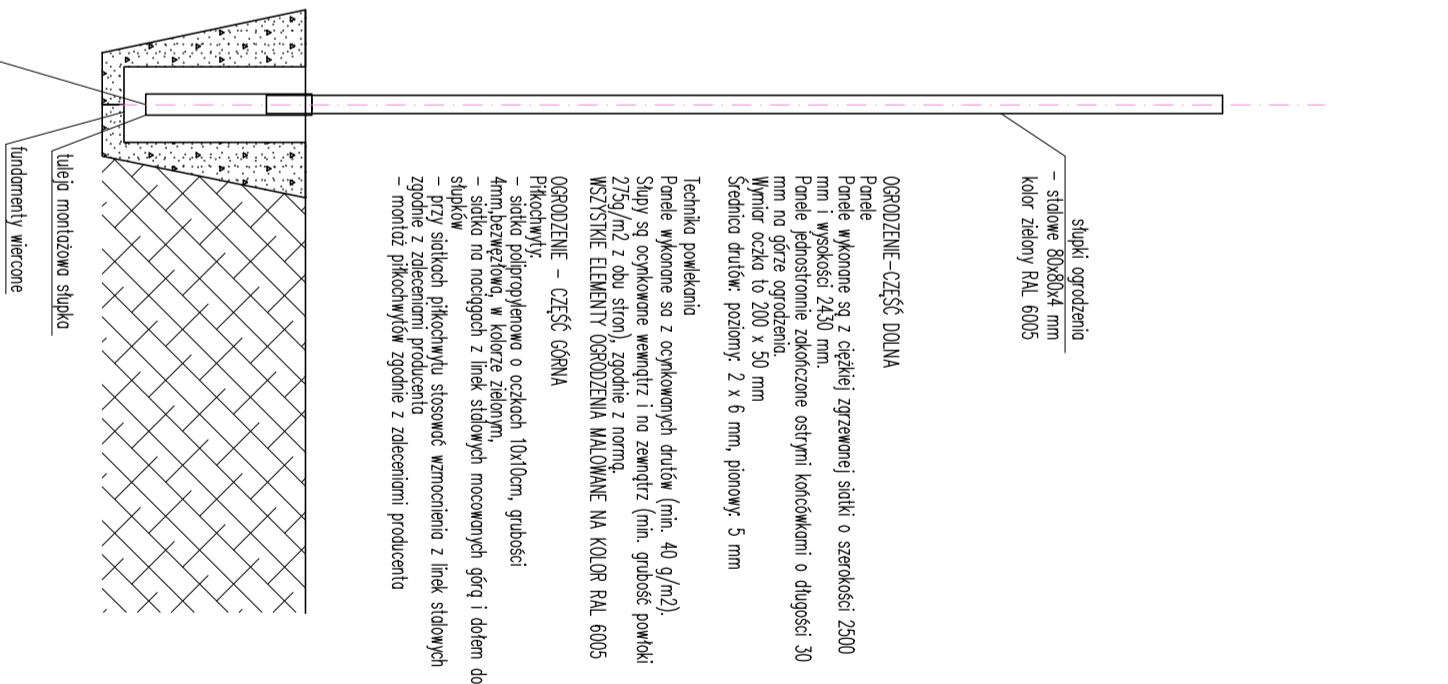 słupki ogrodzenia
- stalowe 80x80x4 mm
kolor zielony RAL 6005
OGRODZENIE-CZĘŚĆ DOLNA
Panele
Panele wykonane są z ciężkiej zgrzewanej siatki o szerokości 2500
mm i wysokości 2430 mm.
Panele jednostronnie zakończone ostrymi końcówkami o długości 30
mm na górze ogrodzenia.
Wymiar oczka to 200 x 50 mm
Średnica drutów: poziomy: 2 x 6 mm, pionowy: 5 mm
Technika powlekania
Panele wykonane sa z ocynkowanych drutów (min. 40 g/m2).
Słupy są ocynkowane wewnątrz i na zewnątrz (min. grubość powłoki
275g/m2 z obu stron), zgodnie z normą.
WSZYSTKIE ELEMENTY OGRODZENIA MALOWANE NA KOLOR RAL 6005
OGRODZENIE - CZĘŚĆ GÓRNA
Piłkochwyty:
- siatka polipropylenowa o oczkach 10x10cm, grubości
4mm,bezwęzłową, w kolorze zielonym,
- siatka na naciągach z linek stalowych mocowanych górą i dołem do
słupków
- przy siatkach piłkochwytu stosować wzmocnienia z linek stalowych
zgodnie z zaleceniami producenta
- montaż piłkochwytów zgodnie z zaleceniami producenta
tuleja montażowa słupka
fundamenty wiercone